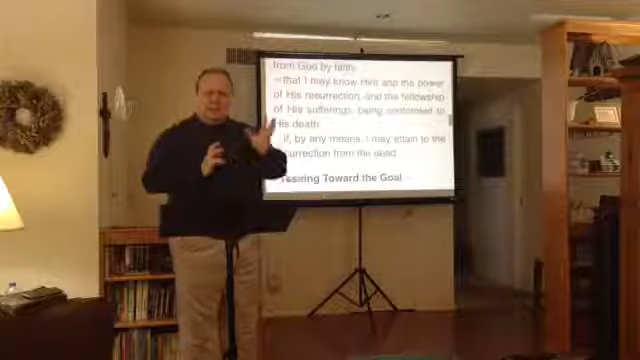 from God by faith;
that I may know Him and the power
of His resurrection, and the fellowship
of His sufferings, being conformed to
His death
if, by any means, I may attain to the
surrection from the dead
ressing Toward the Goal